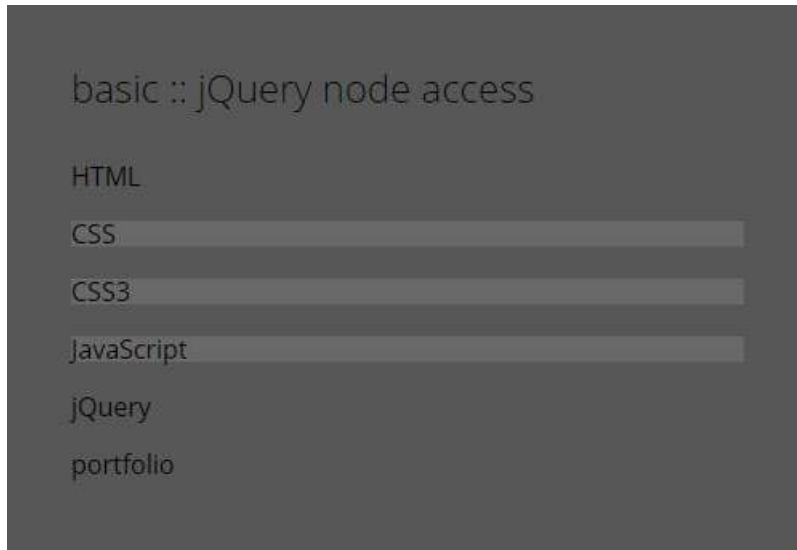 basic :: jQuery node access
HTML
CSS
CSS3
JavaScript
jQuery
portfolio